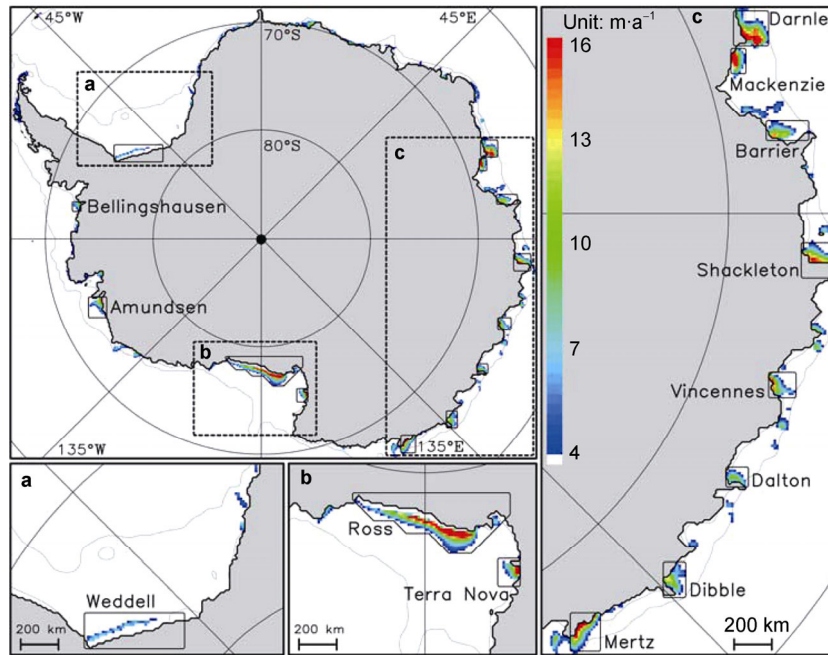 45°W
70°S
45°E
a
80°S
c
Bellingshausen
Amundsen
b
135°W
135°E
Unit: m·a⁻¹
c
16
13
10
7
4
Darnle
Mackenzie
Barrier
Shackleton
Vincennes
Dalton
Dibble
Mertz
200 km
a
Weddell
200 km
b
Ross
Terra Nova
200 km